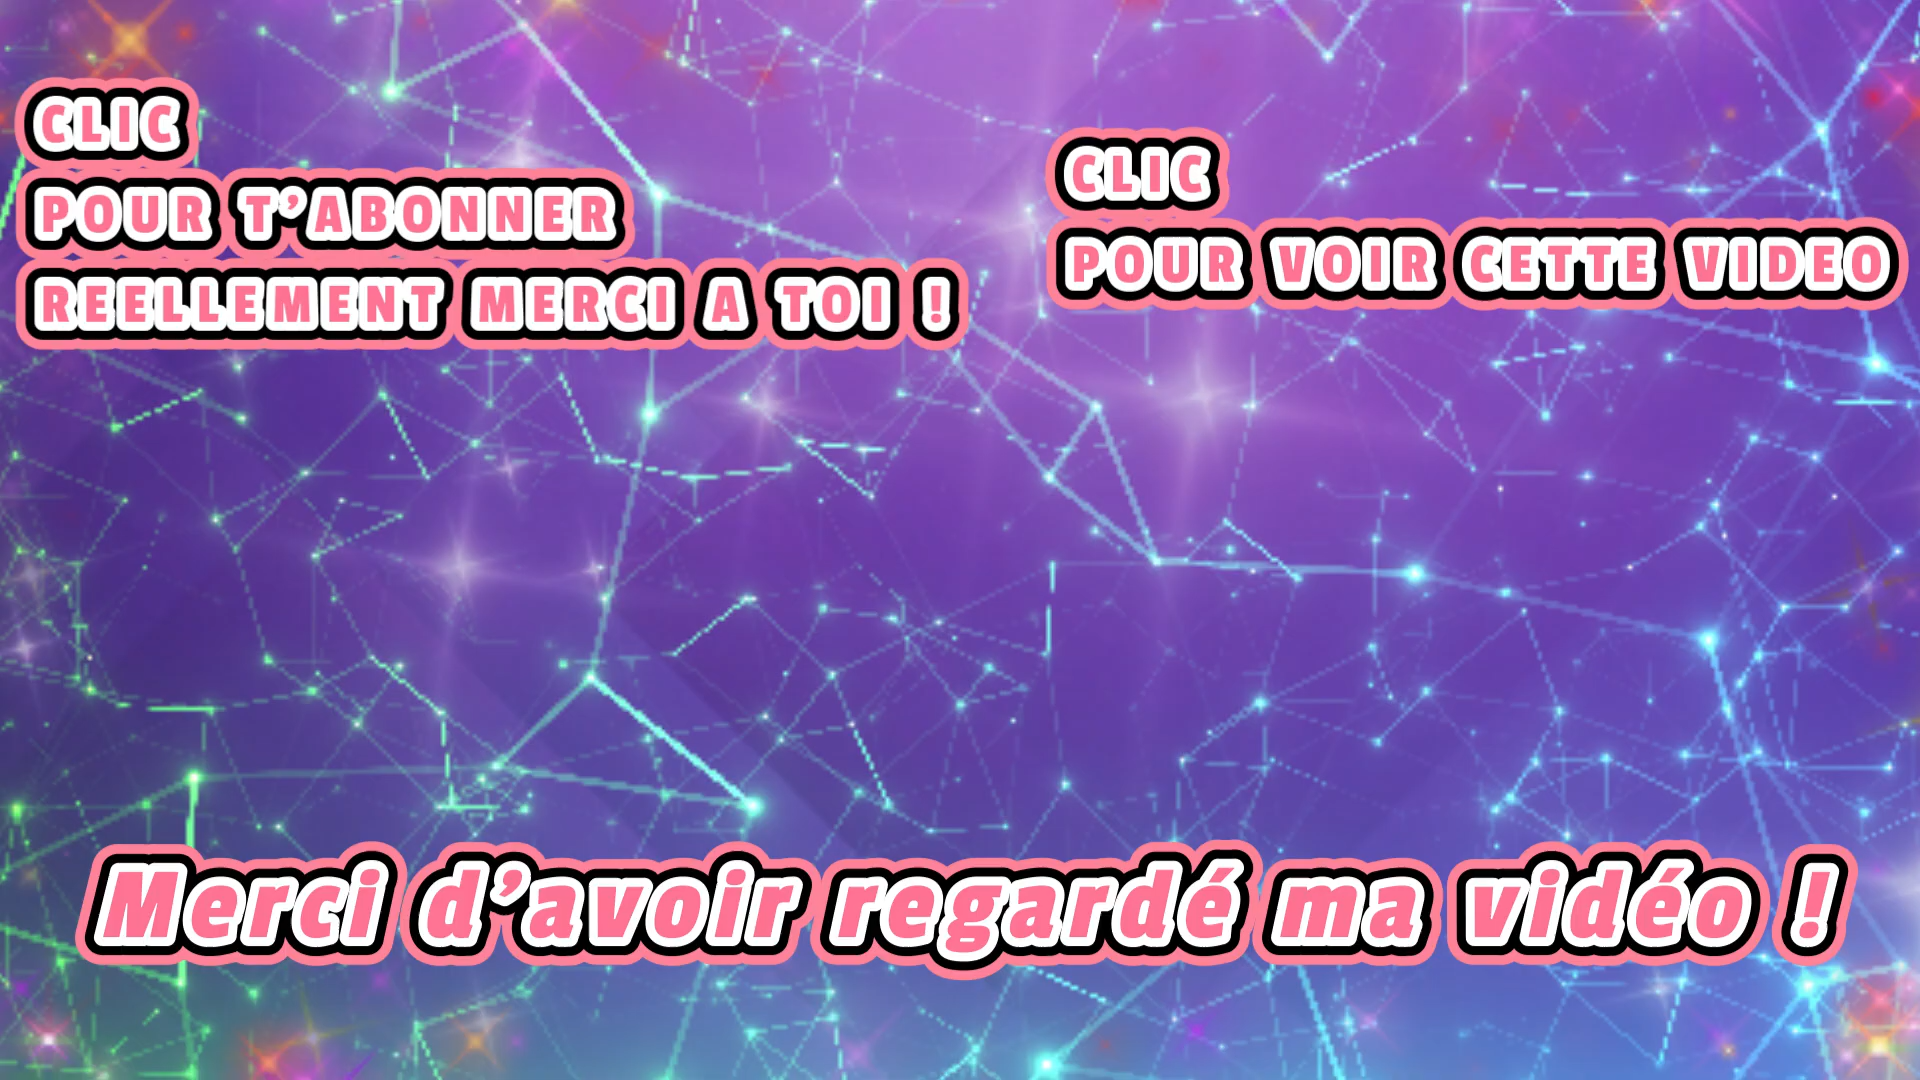 CLIC
POUR T’ABONNER
REELLEMENT MERCI A TOI !
CLIC
POUR VOIR CETTE VIDEO
Merci d’avoir regardé ma vidéo !